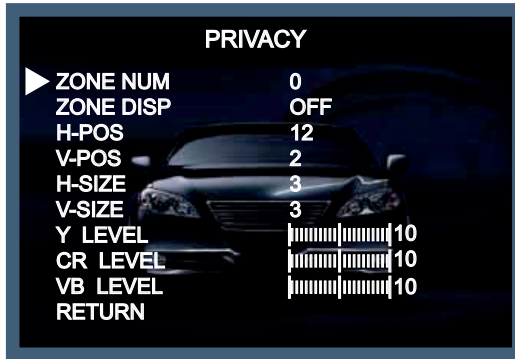 PRIVACY
ZONE NUM 0
ZONE DISP OFF
H-POS 12
V-POS 2
H-SIZE 3
V-SIZE 3
Y LEVEL 10
CR LEVEL 10
VB LEVEL 10
RETURN